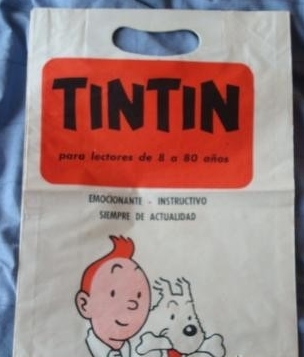 TINTIN
para lectores de 8 a 80 años
EMOCIONANTE - INSTRUCTIVO
SIEMPRE DE ACTUALIDAD